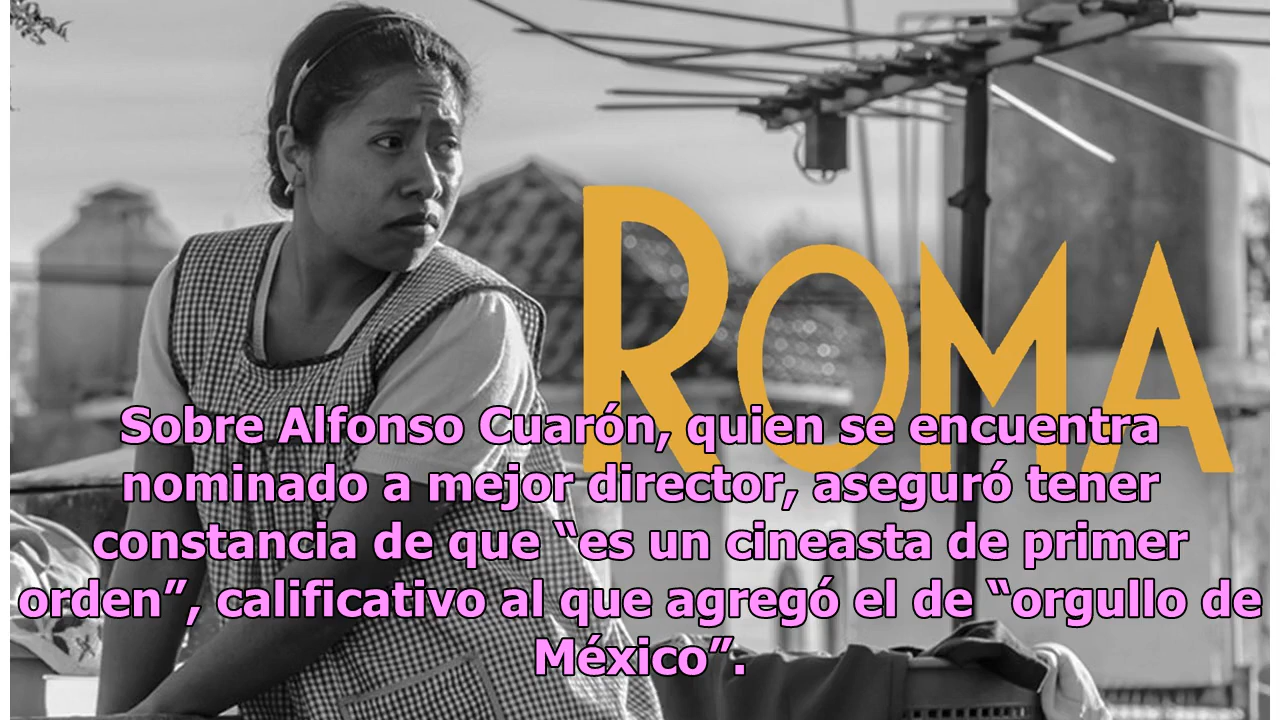 ROMA
Sobre Alfonso Cuarón, quien se encuentra
nominado a mejor director, aseguró tener
constancia de que “es un cineasta de primer
orden”, calificativo al que agregó el de “orgullo de
México”.